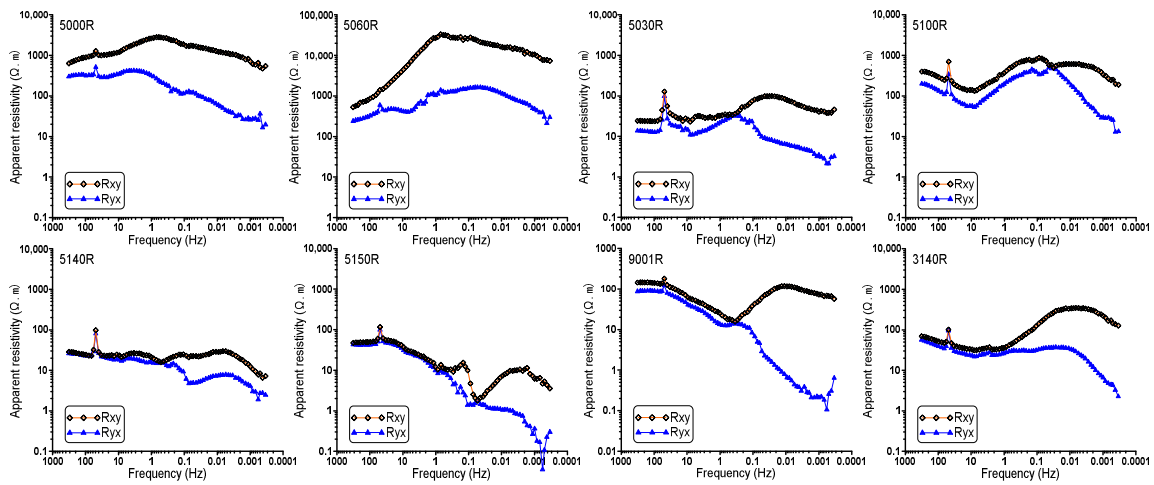 5000R
Apparent resistivity (Ω . m)
10,000
1000
100
10
1
0.1
Rxy
Ryx
1000 100 10 1 0.1 0.01 0.001 0.0001
Frequency (Hz)
5060R
Apparent resistivity (Ω . m)
100,000
10,000
1000
100
10
1
Rxy
Ryx
1000 100 10 1 0.1 0.01 0.001 0.0001
Frequency (Hz)
5030R
Apparent resistivity (Ω . m)
10,000
1000
100
10
1
0.1
Rxy
Ryx
1000 100 10 1 0.1 0.01 0.001 0.0001
Frequency (Hz)
5100R
Apparent resistivity (Ω . m)
10,000
1000
100
10
1
0.1
Rxy
Ryx
1000 100 10 1 0.1 0.01 0.001 0.0001
Frequency (Hz)
5140R
Apparent resistivity (Ω . m)
10,000
1000
100
10
1
0.1
Rxy
Ryx
1000 100 10 1 0.1 0.01 0.001 0.0001
Frequency (Hz)
5150R
Apparent resistivity (Ω . m)
10,000
1000
100
10
1
0.1
Rxy
Ryx
1000 100 10 1 0.1 0.01 0.001 0.0001
Frequency (Hz)
9001R
Apparent resistivity (Ω . m)
1000
1000
100
10
1
0.1
Rxy
Ryx
1000 100 10 1 0.1 0.01 0.001 0.0001
Frequency (Hz)
3140R
Apparent resistivity (Ω . m)
10,000
1000
100
10
1
0.1
Rxy
Ryx
1000 100 10 1 0.1 0.01 0.001 0.0001
Frequency (Hz)